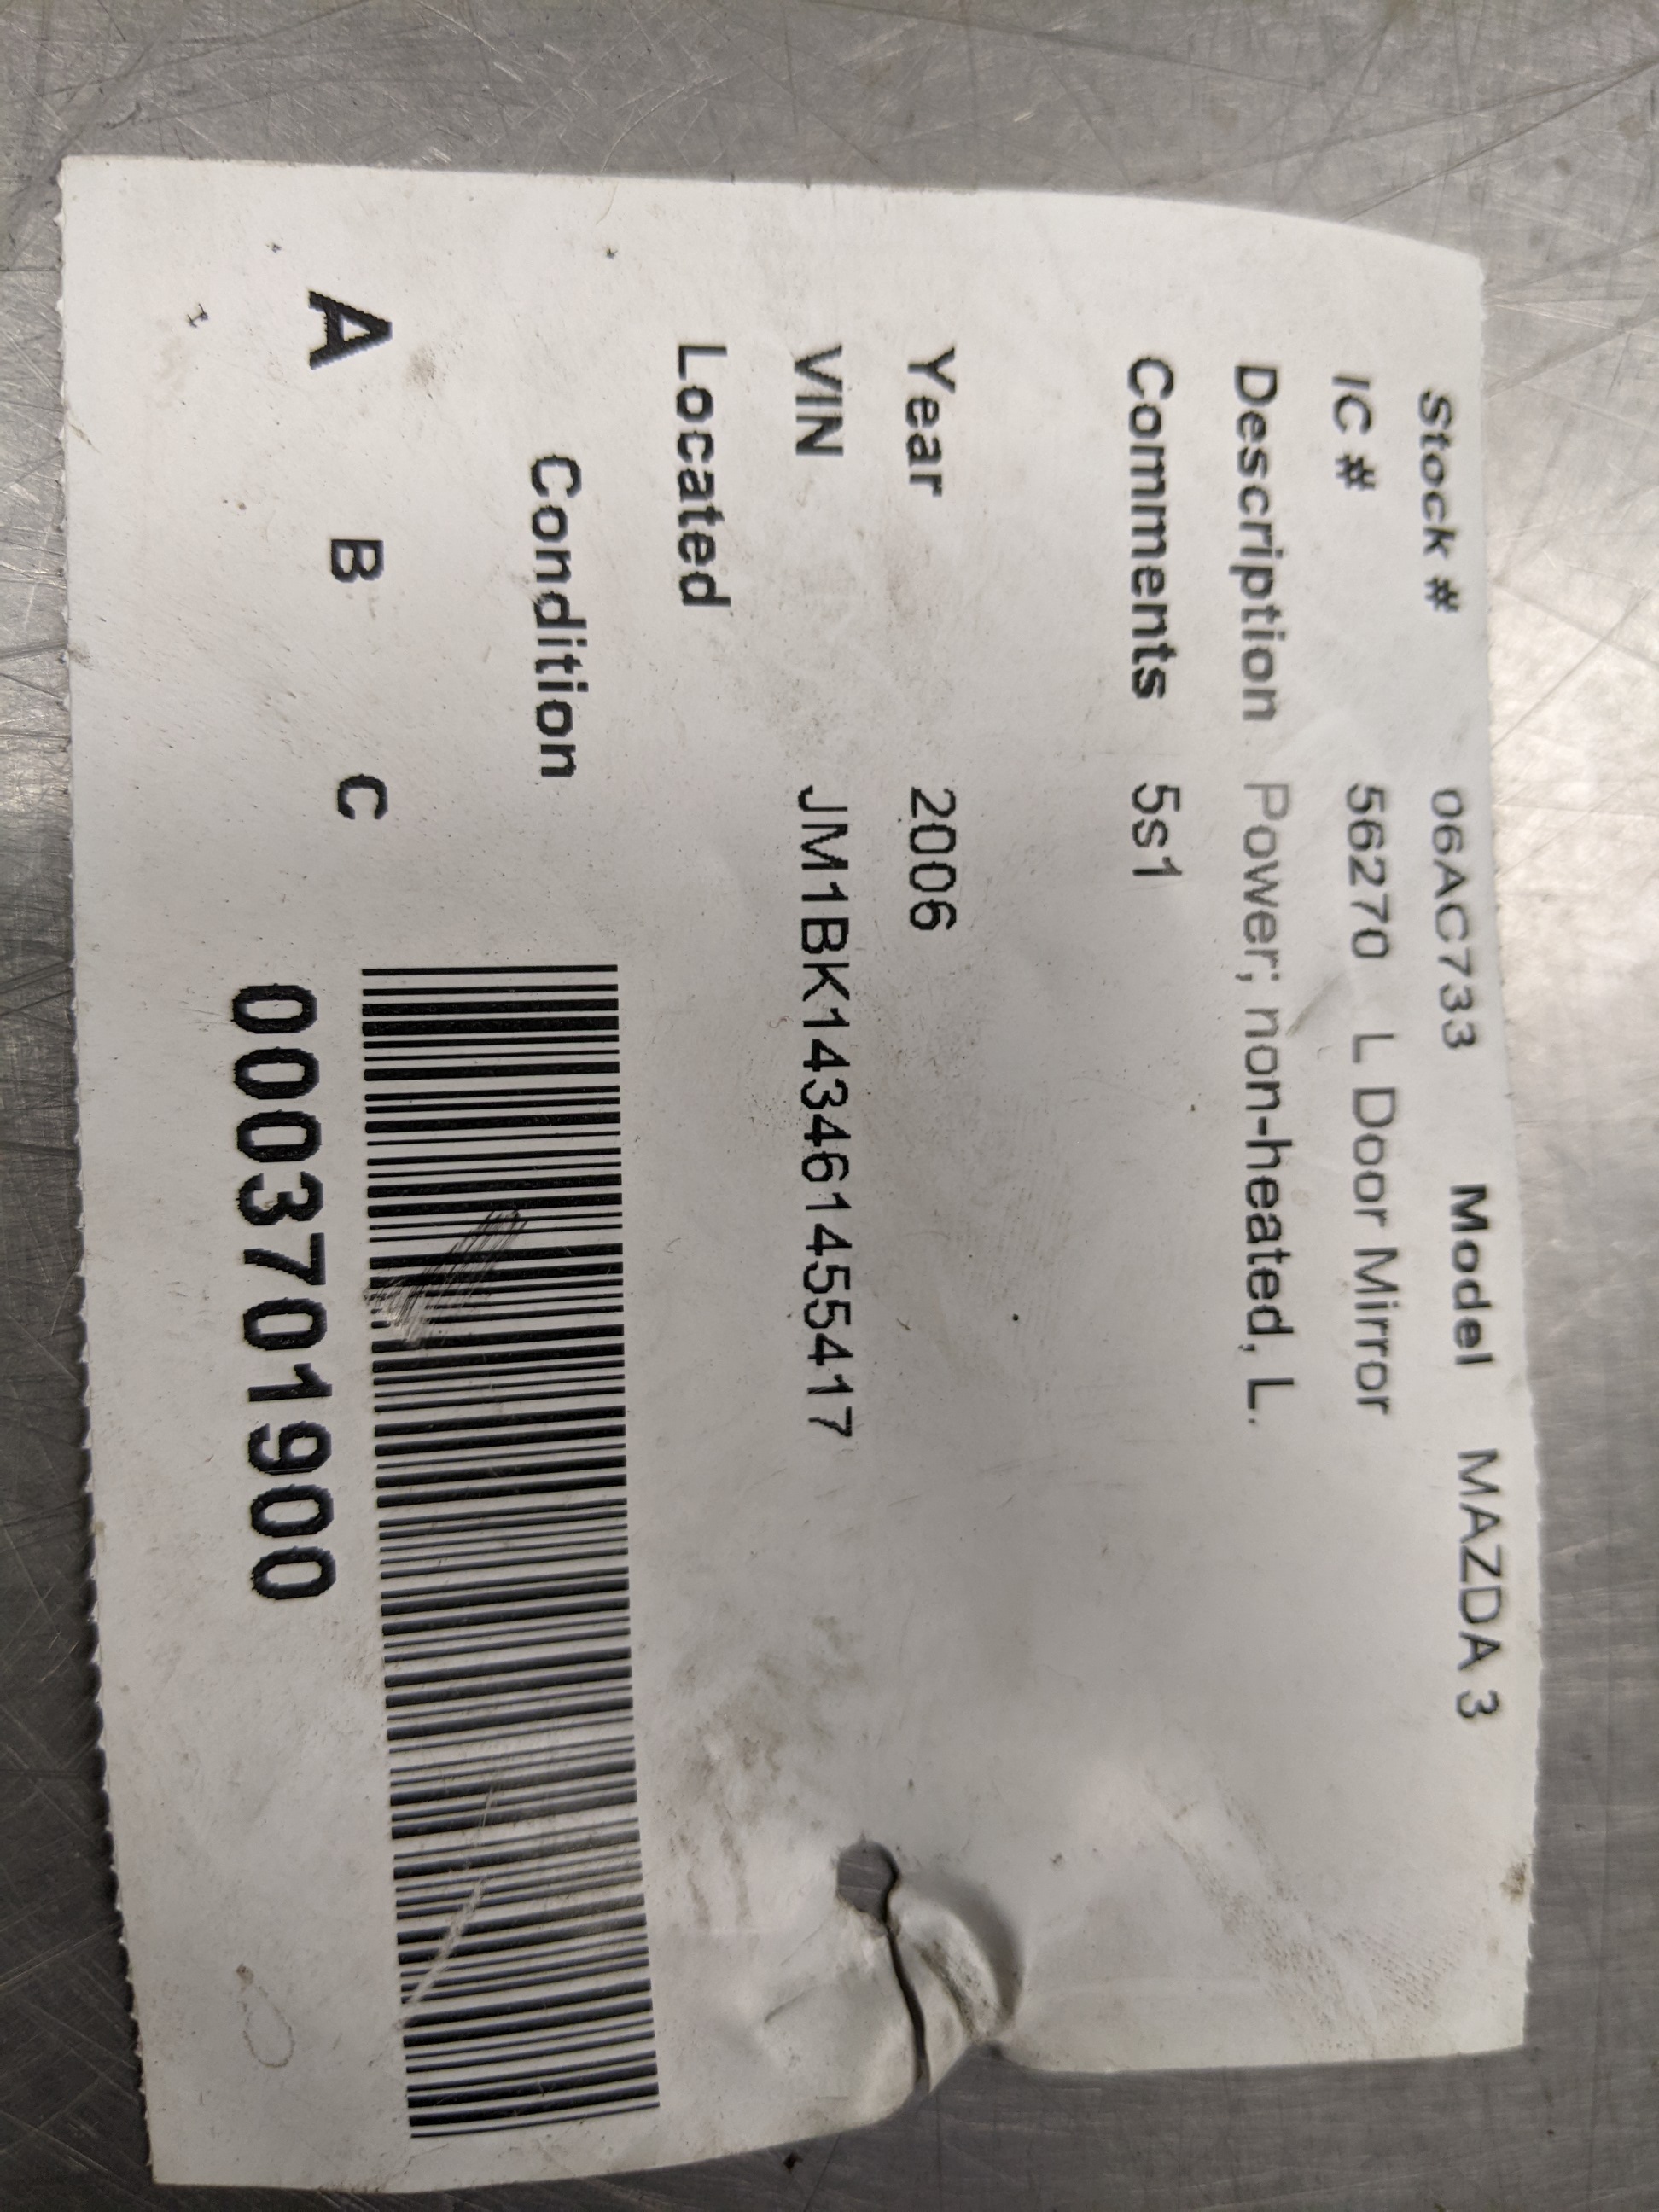 Stock # 06AC733 Model MAZDA 3
IC # 56270 L Door Mirror
Description Power; non-heated, L.
Comments 5s1
Year 2006
VIN JM1BK143461455417
Located
Condition
A B C
0003701900